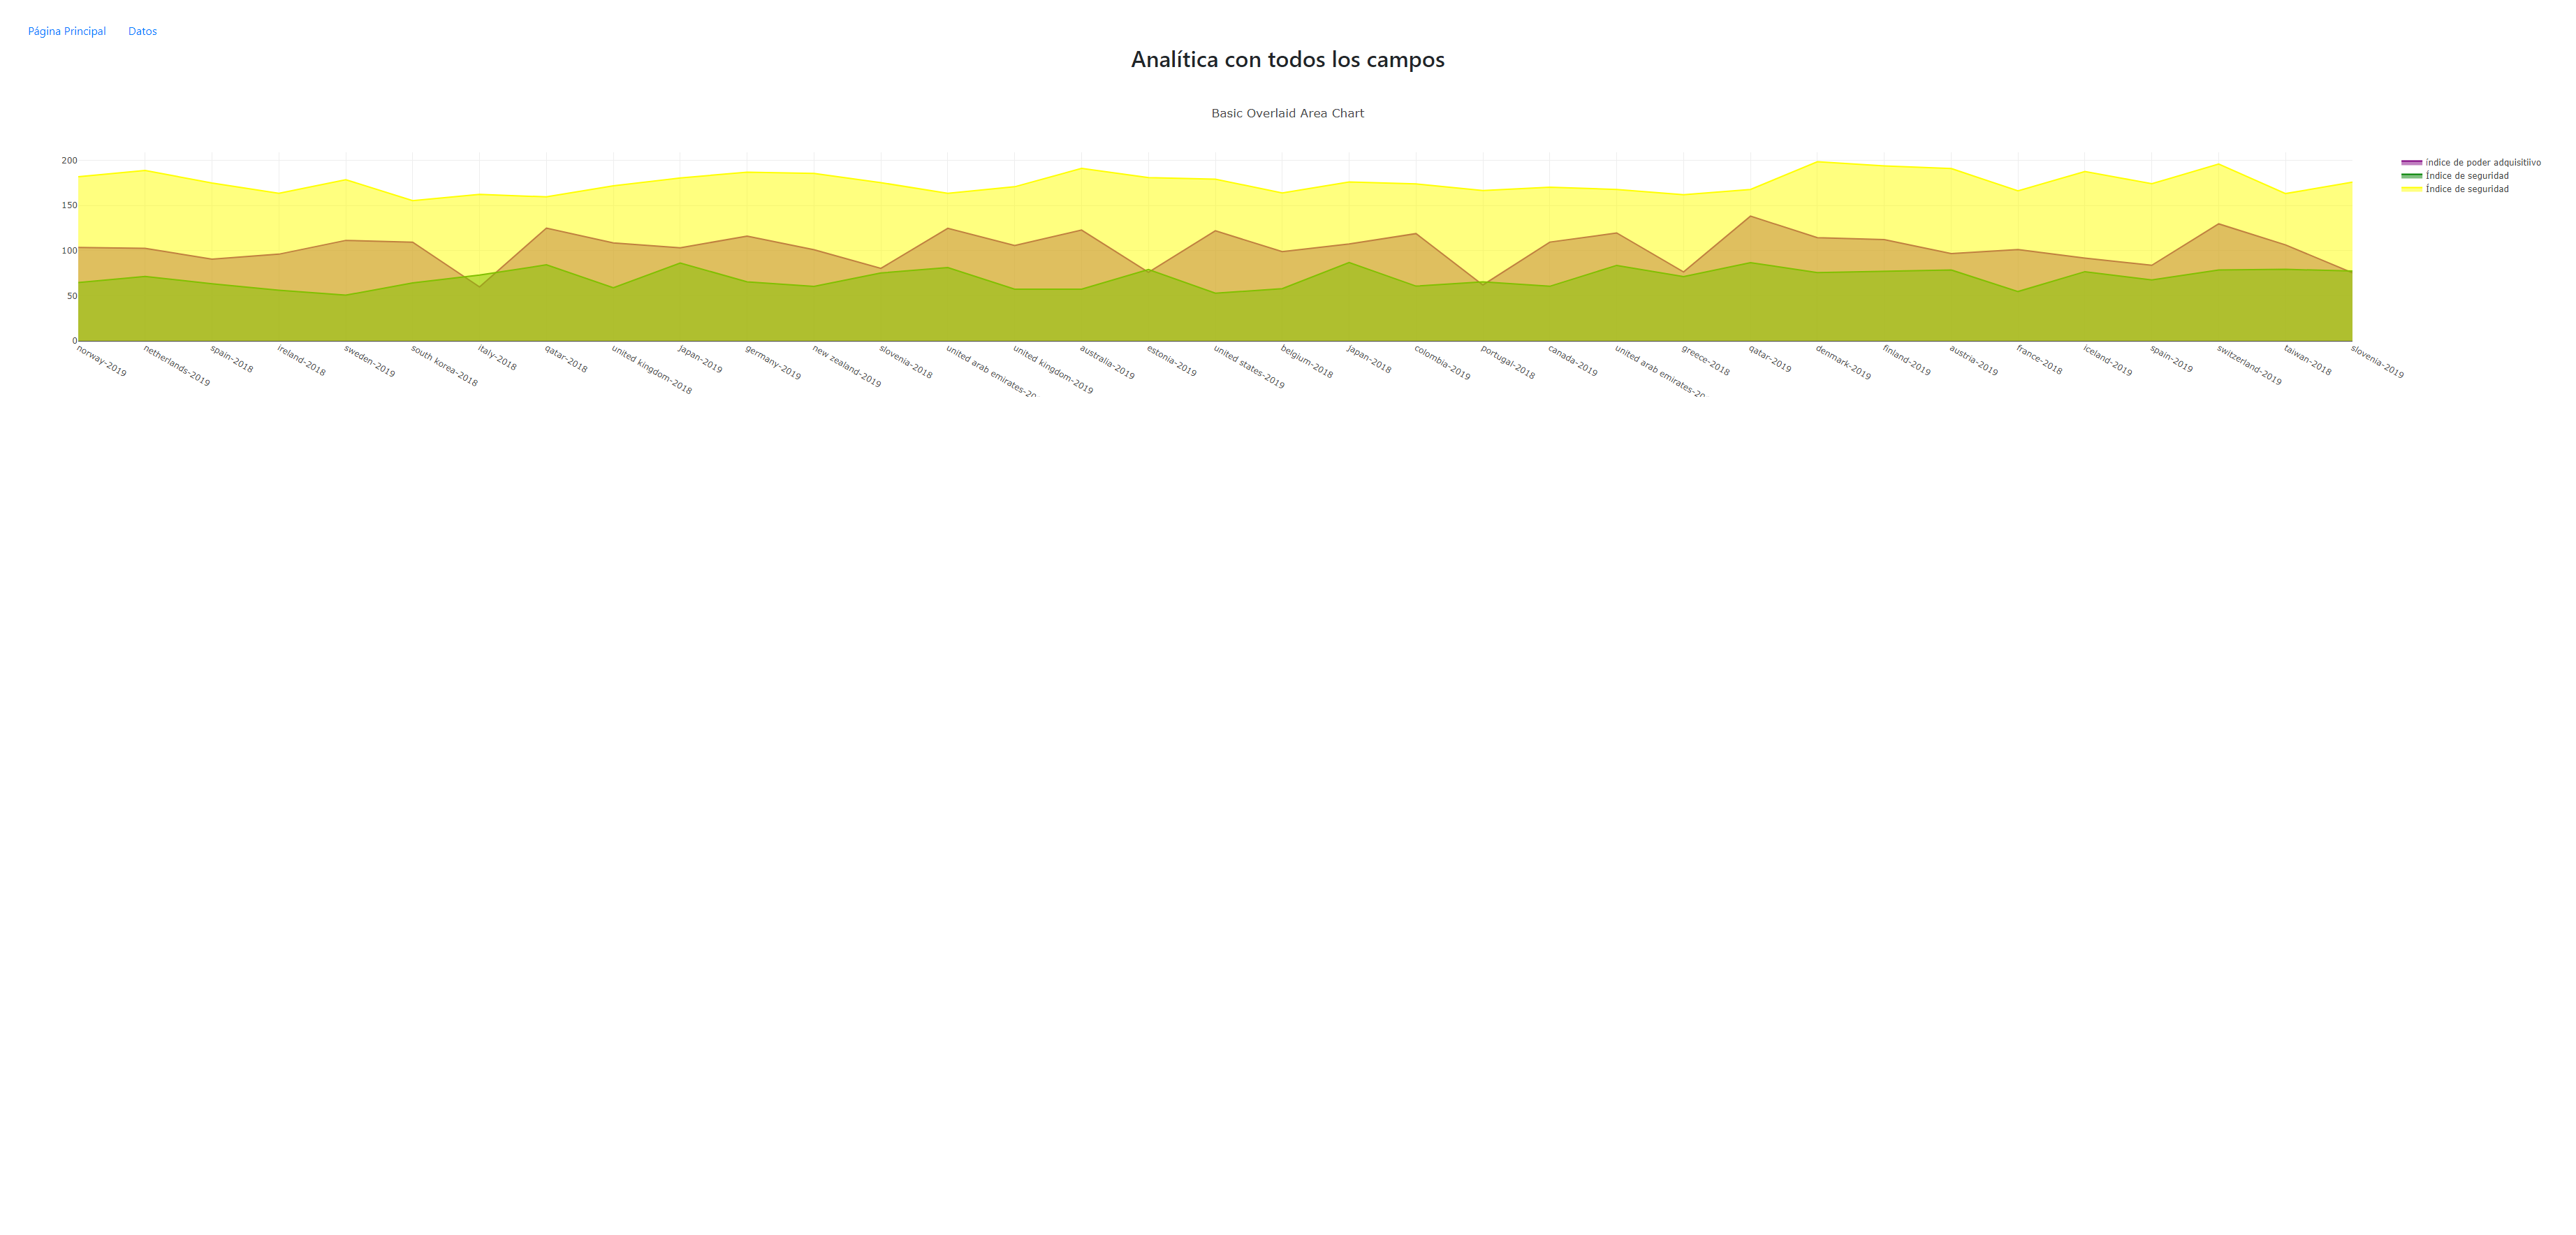 Página Principal Datos
Analítica con todos los campos
Basic Overlaid Area Chart
200
150
100
50
0
índice de poder adquisitiivo
Índice de seguridad
Índice de seguridad
norway-2019
netherlands-2019
spain-2018
ireland-2018
sweden-2019
south korea-2018
italy-2018
qatar-2018
united kingdom-2018
japan-2019
germany-2019
new zealand-2019
slovenia-2018
united arab emirates-20
united kingdom-2019
australia-2019
estonia-2019
united states-2019
belgium-2018
japan-2018
colombia-2019
portugal-2018
canada-2019
united arab emirates-20
greece-2018
qatar-2019
denmark-2019
finland-2019
austria-2019
france-2018
iceland-2019
spain-2019
switzerland-2019
taiwan-2018
slovenia-2019